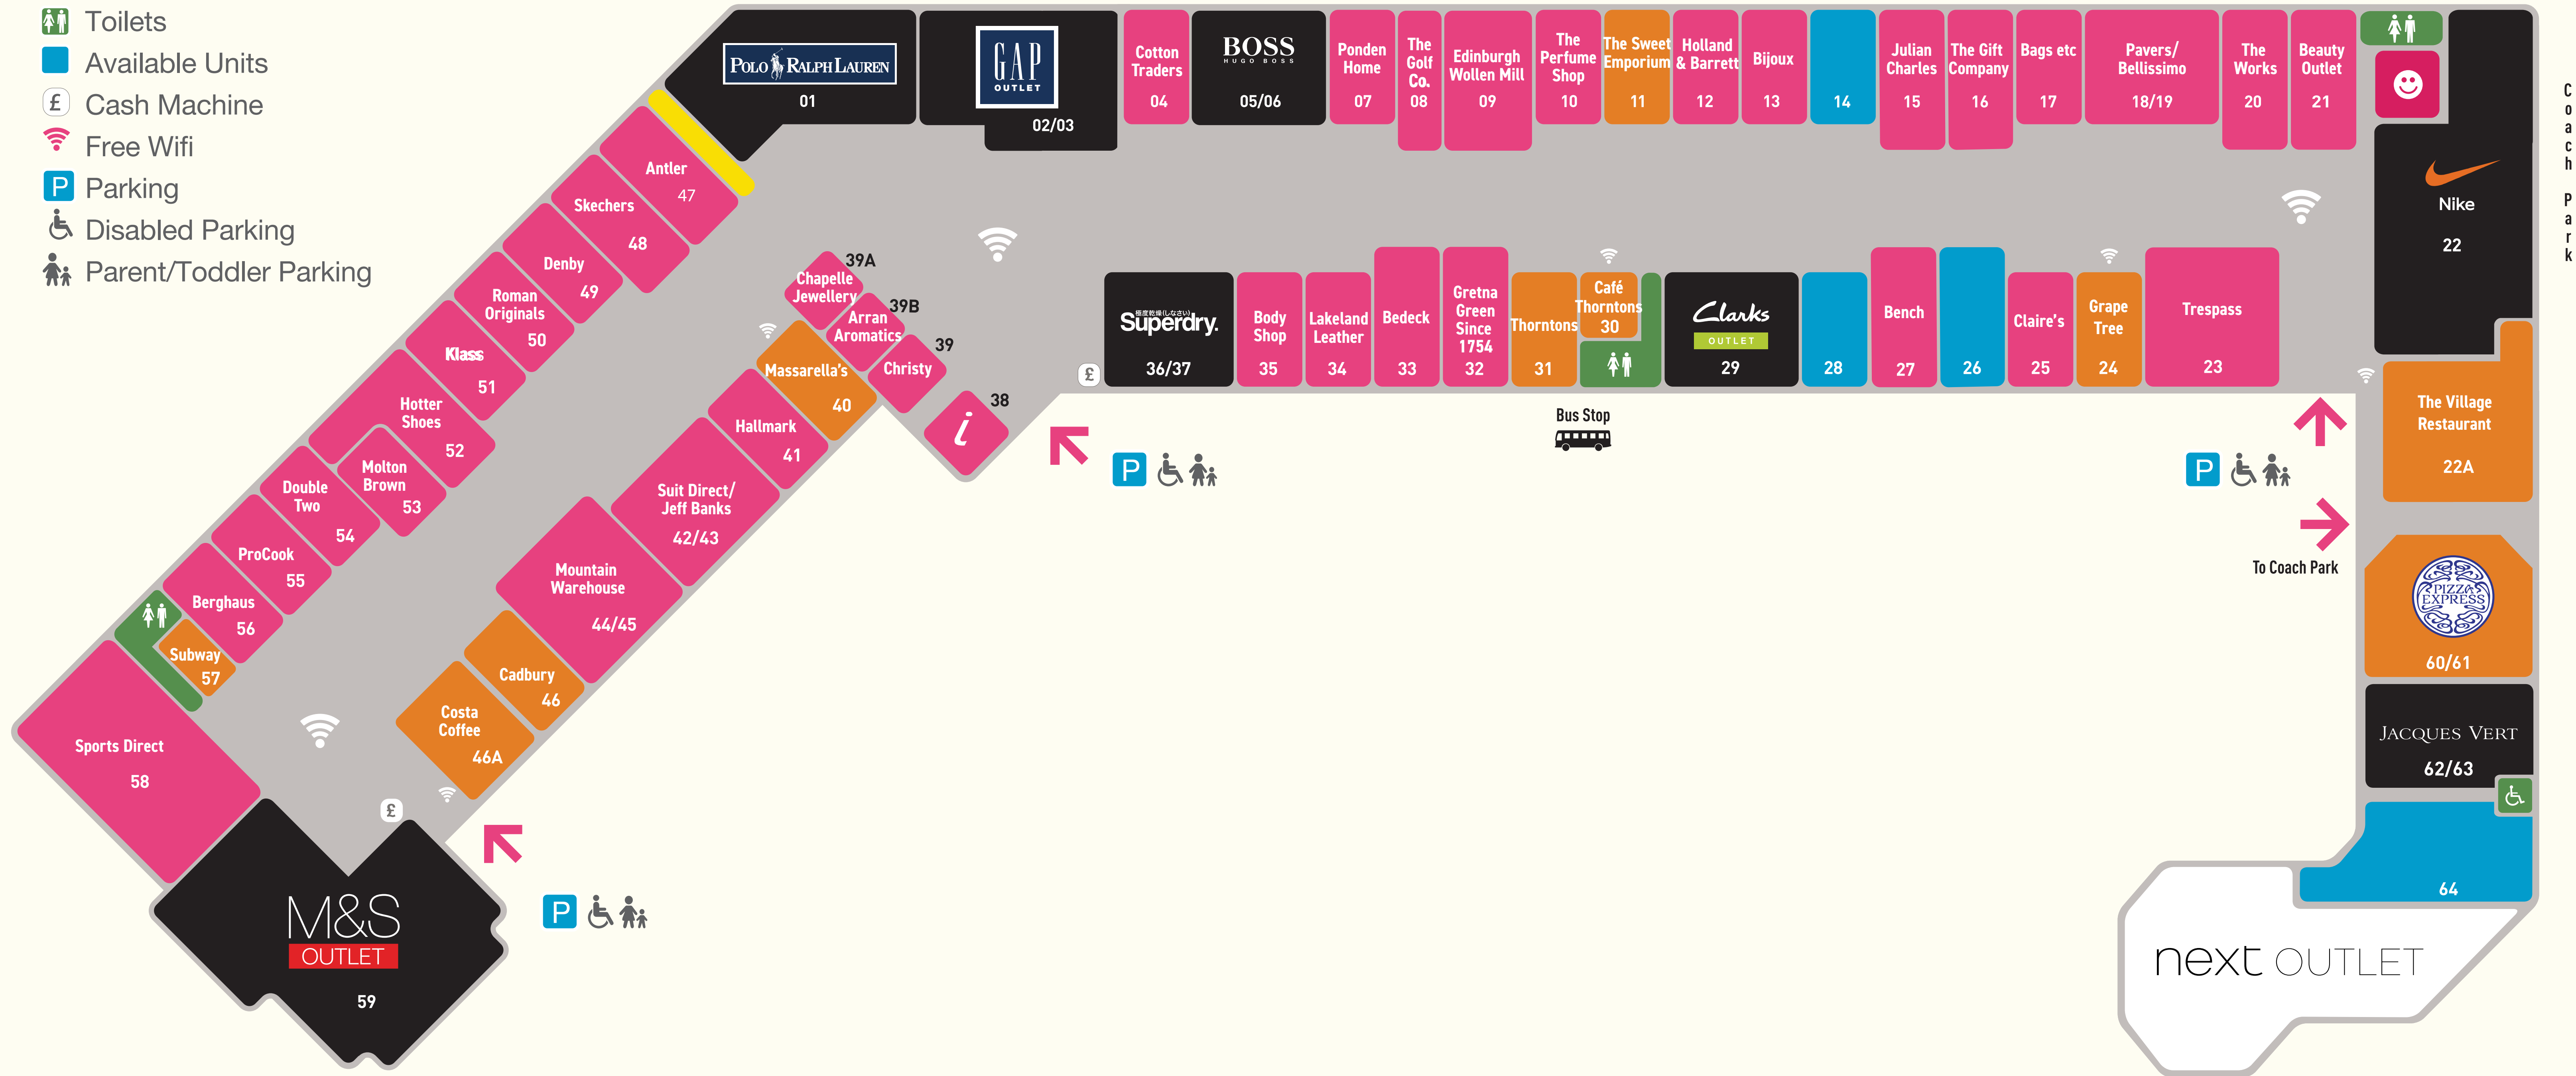 Toilets
Available Units
£
Cash Machine
Free Wifi
P
Parking
Disabled Parking
Parent/Toddler Parking
POLO RALPH LAUREN
01
GAP
OUTLET
02/03
Cotton
Traders
04
BOSS
HUGO BOSS
05/06
Ponden
Home
07
The
Golf
Co.
08
Edinburgh
Wollen Mill
09
The
Perfume
Shop
10
The Sweet
Emporium
11
Holland
& Barrett
12
Bijoux
13
14
Julian
Charles
15
The Gift
Company
16
Bags etc
17
Pavers/
Bellissimo
18/19
The
Works
20
Beauty
Outlet
21
Coach Park
Nike
22
The Village
Restaurant
22A
Trespass
23
Grape
Tree
24
Claire's
25
26
Bench
27
28
Clarks
OUTLET
29
Café
Thorntons
30
Thorntons
31
Gretna
Green
Since
1754
32
Bedeck
33
Lakeland
Leather
34
Body
Shop
35
極度乾燥(しなさい)
Superdry.
36/37
£
Bus Stop
P
P
To Coach Park
PIZZA
EXPRESS
60/61
JACQUES VERT
62/63
64
next OUTLET
38
i
39
Christy
39B
Arran
Aromatics
39A
Chapelle
Jewellery
Massarella's
40
Hallmark
41
Suit Direct/
Jeff Banks
42/43
Mountain
Warehouse
44/45
Cadbury
46
Costa
Coffee
46A
Antler
47
Skechers
48
Denby
49
Roman
Originals
50
Klass
51
Hotter
Shoes
52
Molton
Brown
53
Double
Two
54
ProCook
55
Berghaus
56
Subway
57
Sports Direct
58
£
M&S
OUTLET
59
P